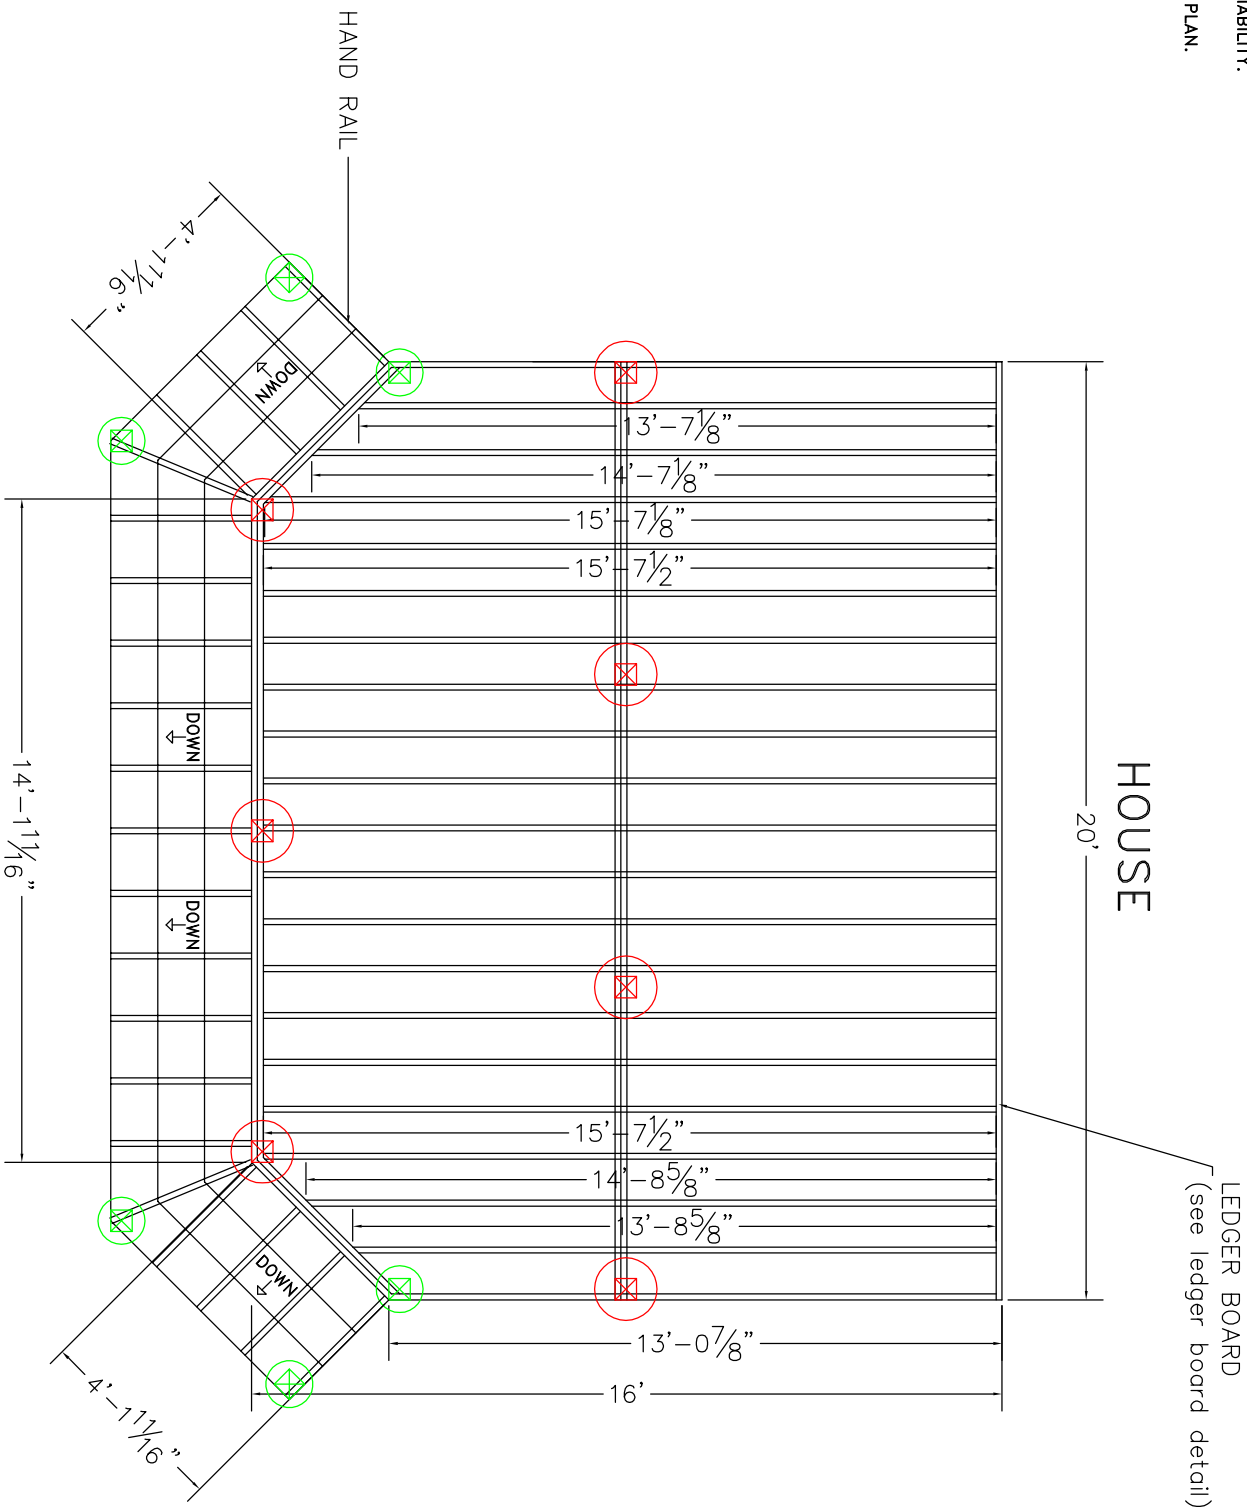 IABILITY.
PLAN.
HAND RAIL
LEDGER BOARD
(see ledger board detail)
HOUSE
20'
13'-7 1/8"
14'-7 1/8"
15'-7 1/8"
15'-7 1/2"
15'-7 1/2"
14'-8 5/8"
13'-8 5/8"
13'-0 7/8"
16'
4'-1 11/16"
DOWN
DOWN
DOWN
DOWN
14'-1 11/16"
4'-1 11/16"